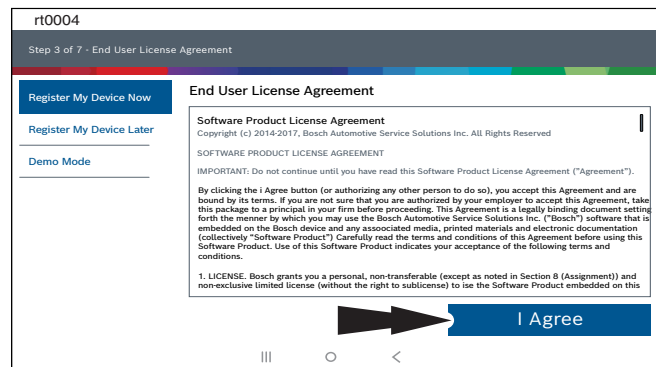 rt0004
Step 3 of 7 - End User License Agreement
Register My Device Now
Register My Device Later
Demo Mode
End User License Agreement
Software Product License Agreement
Copyright (c) 2014-2017, Bosch Automotive Service Solutions Inc. All Rights Reserved
SOFTWARE PRODUCT LICENSE AGREEMENT
IMPORTANT: Do not continue until you have read this Software Product License Agreement ("Agreement").
By clicking the i Agree button (or authorizing any other person to do so), you accept this Agreement and are
bound by its terms. If you are not sure that you are authorized by your employer to accept this Agreement, take
this package to a principal in your firm before proceeding. This Agreement is a legally binding document setting
forth the menner by which you may use the Bosch Automotive Service Solutions Inc. ("Bosch") software that is
embedded on the Bosch device and any assosciated media, printed materials and electronic documentation
(collectively "Software Product") Carefully read the terms and conditions of this Agreement before using this
Software Product. Use of this Software Product indicates your acceptance of the following terms and
conditions.
1. LICENSE. Bosch grants you a personal, non-transferable (except as noted in Section 8 (Assignment)) and
non-exclusive limited license (without the right to sublicense) to ise the Software Product embedded on this
I Agree